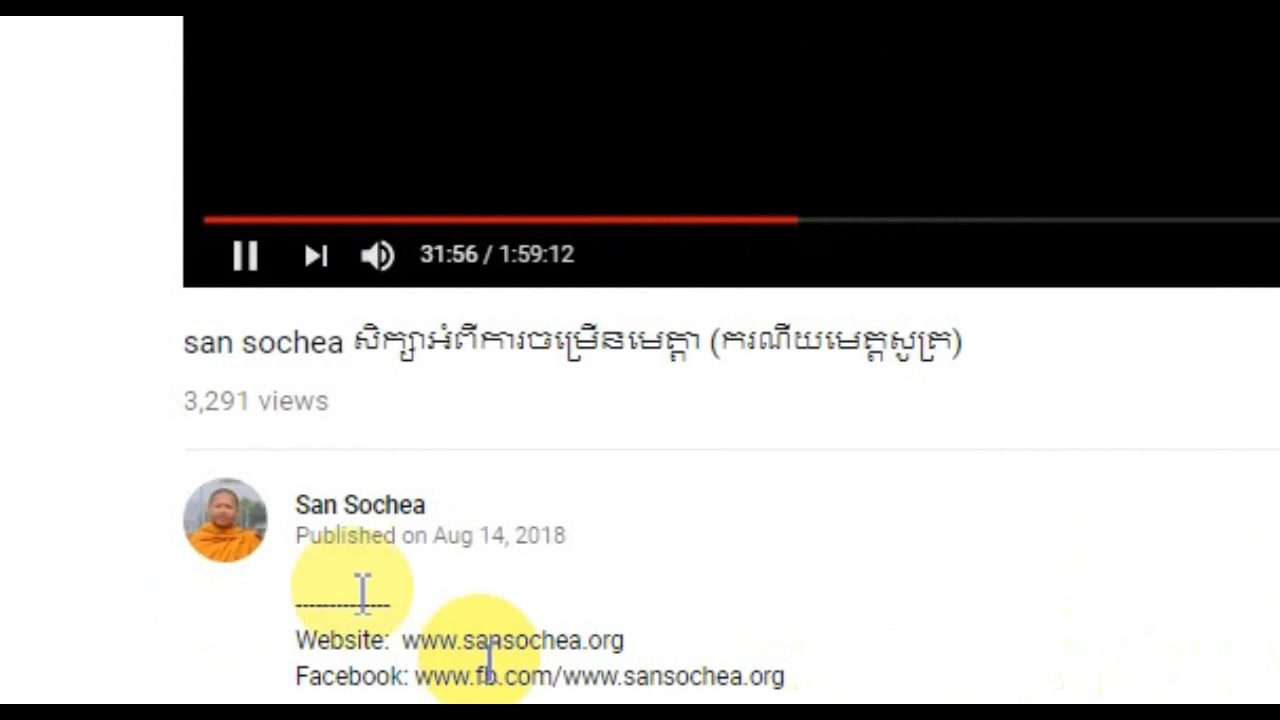 31:56 / 1:59:12
san sochea សិក្សាអំពីការចម្រើនមេត្តា (ករណីយមេត្តសូត្រ)
3,291 views
San Sochea
Published on Aug 14, 2018
--------------
Website: www.sansochea.org
Facebook: www.fb.com/www.sansochea.org